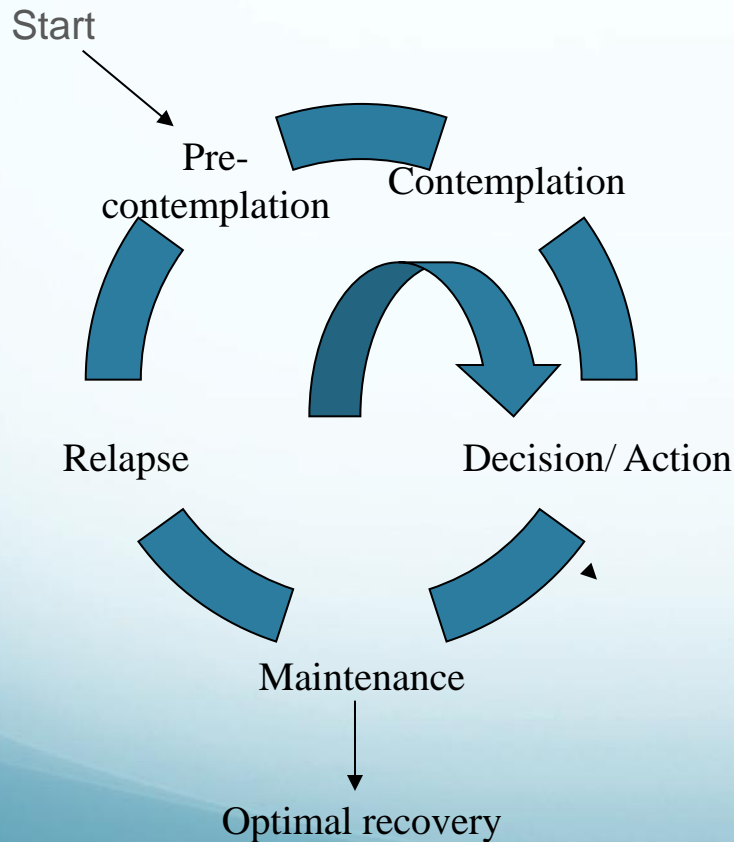 Start
Pre-
contemplation
Contemplation
Relapse
Decision/ Action
Maintenance
Optimal recovery